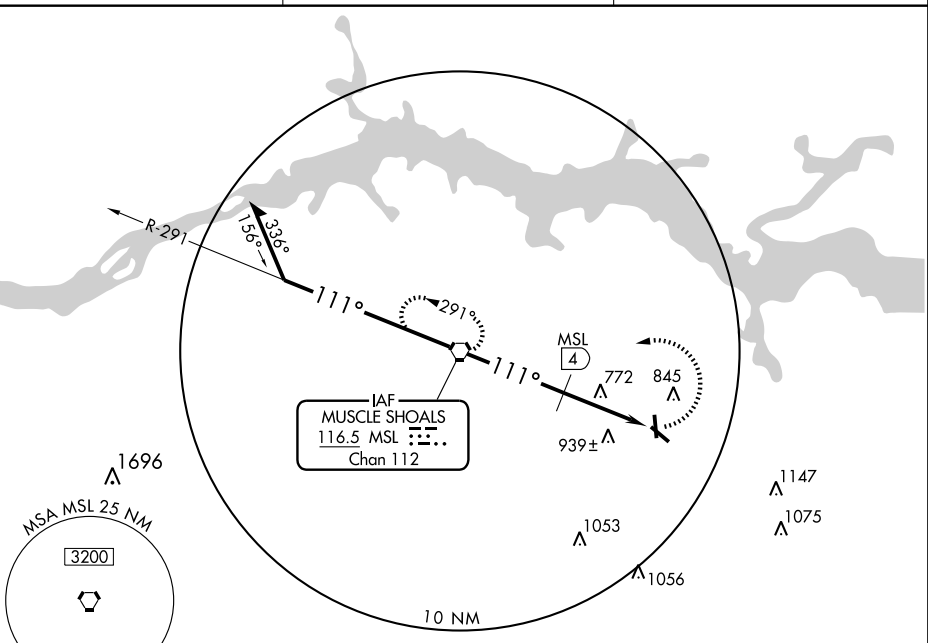 R-291
336°
156°
111°
291°
111°
MSL
4
772
845
939±
IAF
MUSCLE SHOALS
116.5 MSL
Chan 112
1696
1147
1075
1053
1056
MSA MSL 25 NM
3200
10 NM